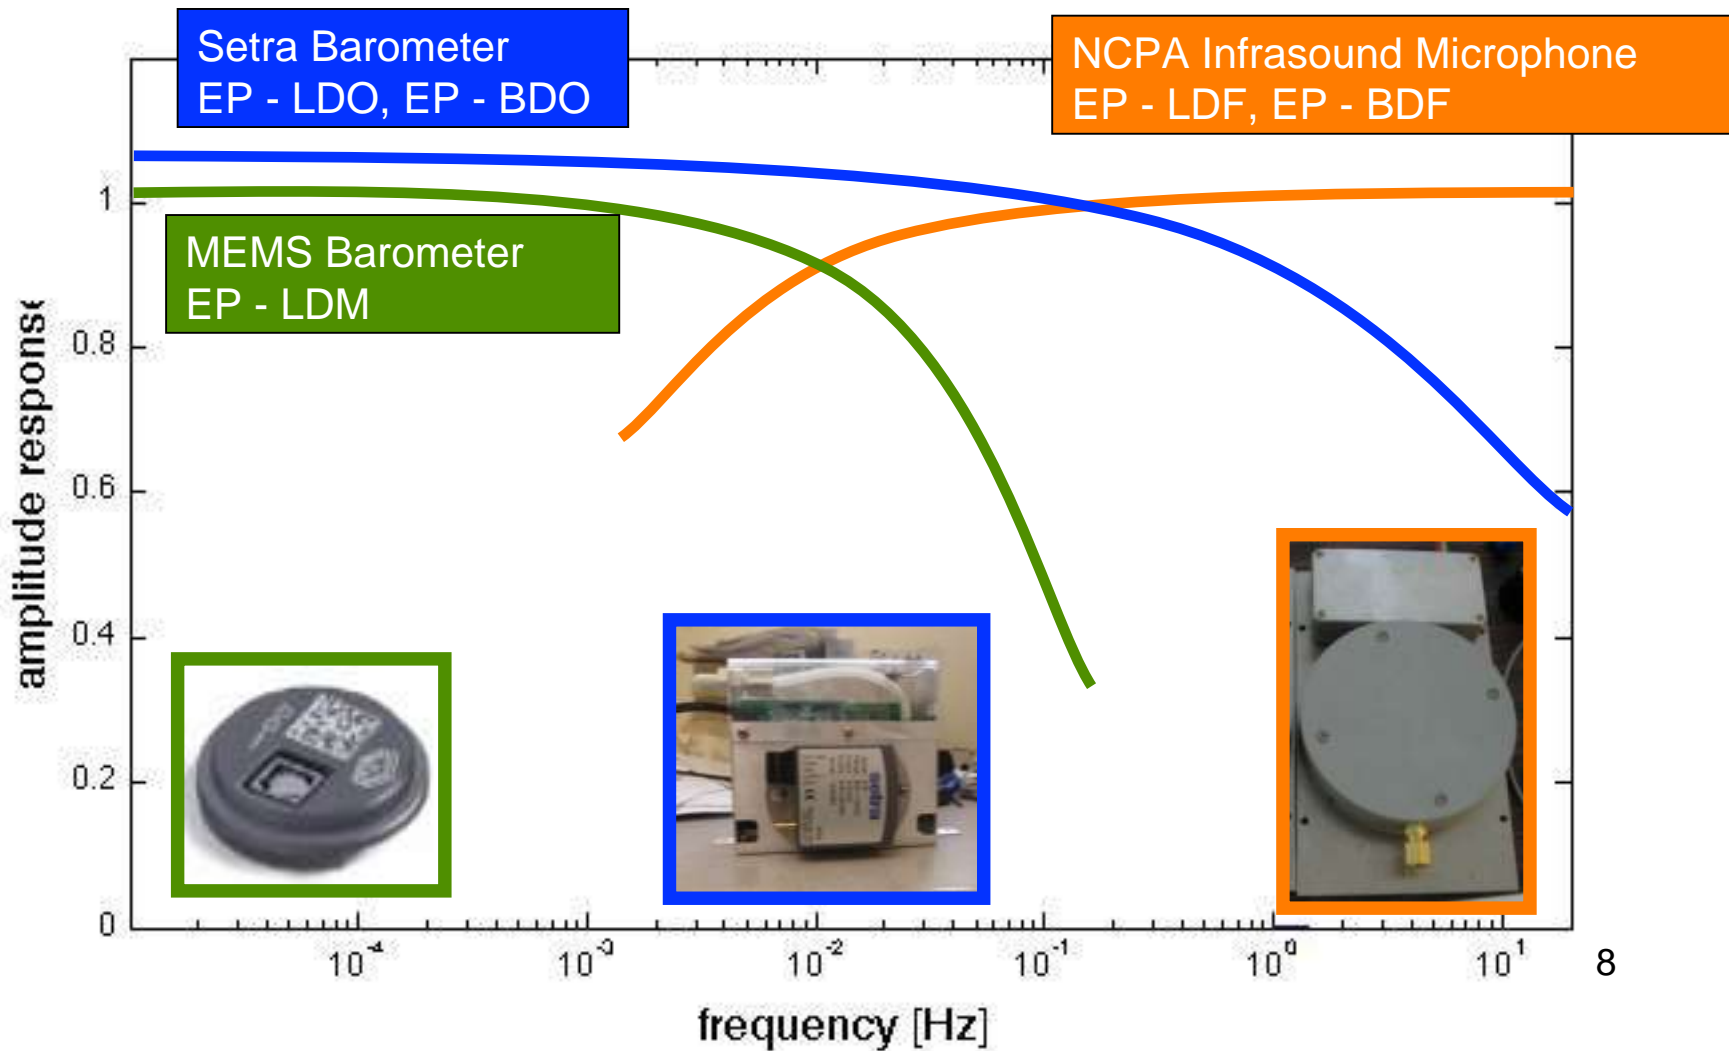 Setra Barometer
EP - LDO, EP - BDO
NCPA Infrasound Microphone
EP - LDF, EP - BDF
MEMS Barometer
EP - LDM
amplitude response
1
0.8
0.6
0.4
0.2
0
10⁻⁴
10⁻³
10⁻²
10⁻¹
10⁰
10¹
8
frequency [Hz]
setra